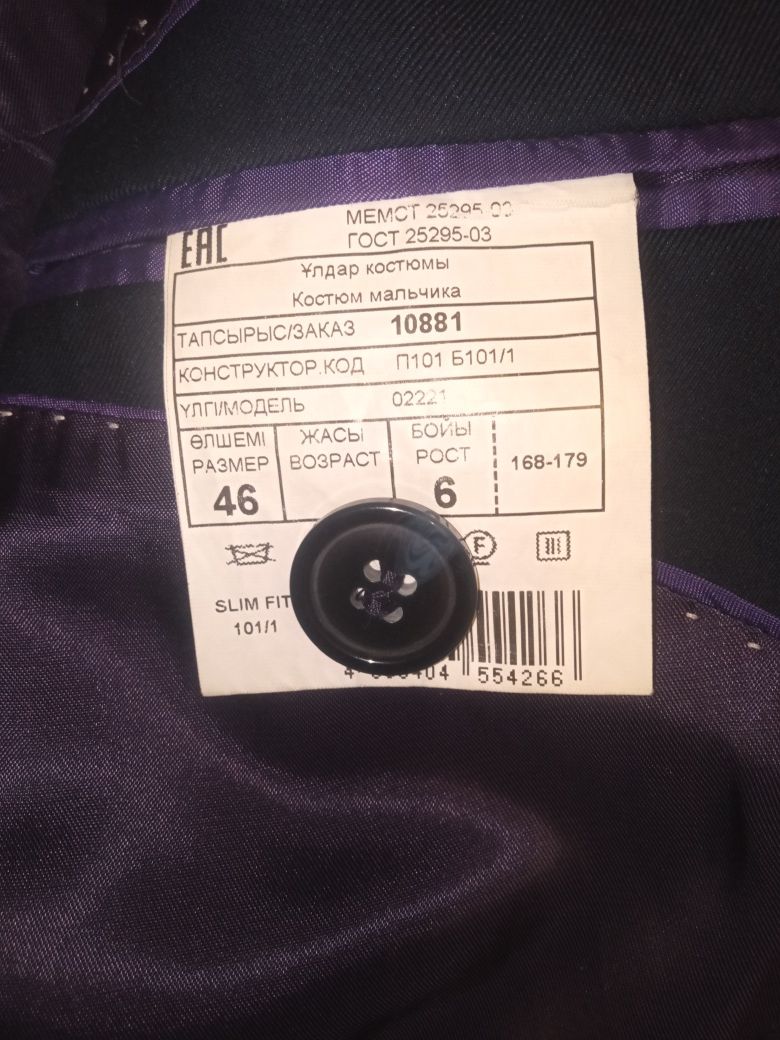 EAC
МЕМСТ 25295-03
ГОСТ 25295-03
Ұлдар костюмы
Костюм мальчика
ТАПСЫРЫС/ЗАКАЗ 10881
КОНСТРУКТОР.КОД П101 Б101/1
ҮЛГІ/МОДЕЛЬ 02221
ӨЛШЕМІ ЖАСЫ БОЙЫ
РАЗМЕР ВОЗРАСТ РОСТ 168-179
46 6
F
SLIM FIT
101/1
554266